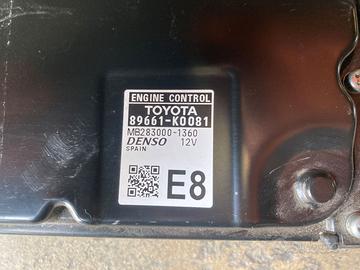 ENGINE CONTROL
TOYOTA
89661-K0081
MB283000-1360
DENSO 12V
SPAIN
E8